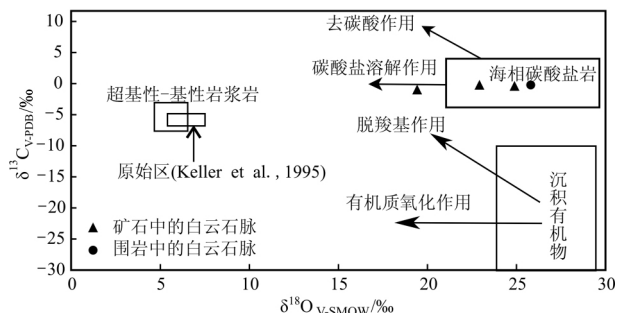 10
5
0
−5
−10
−15
−20
−25
−30
δ¹³C V-PDB/‰
去碳酸作用
碳酸盐溶解作用
海相碳酸盐岩
超基性–基性岩浆岩
脱羧基作用
原始区(Keller et al. , 1995)
有机质氧化作用
沉积有机物
矿石中的白云石脉
围岩中的白云石脉
0 5 10 15 20 25 30
δ¹⁸O V-SMOW/‰